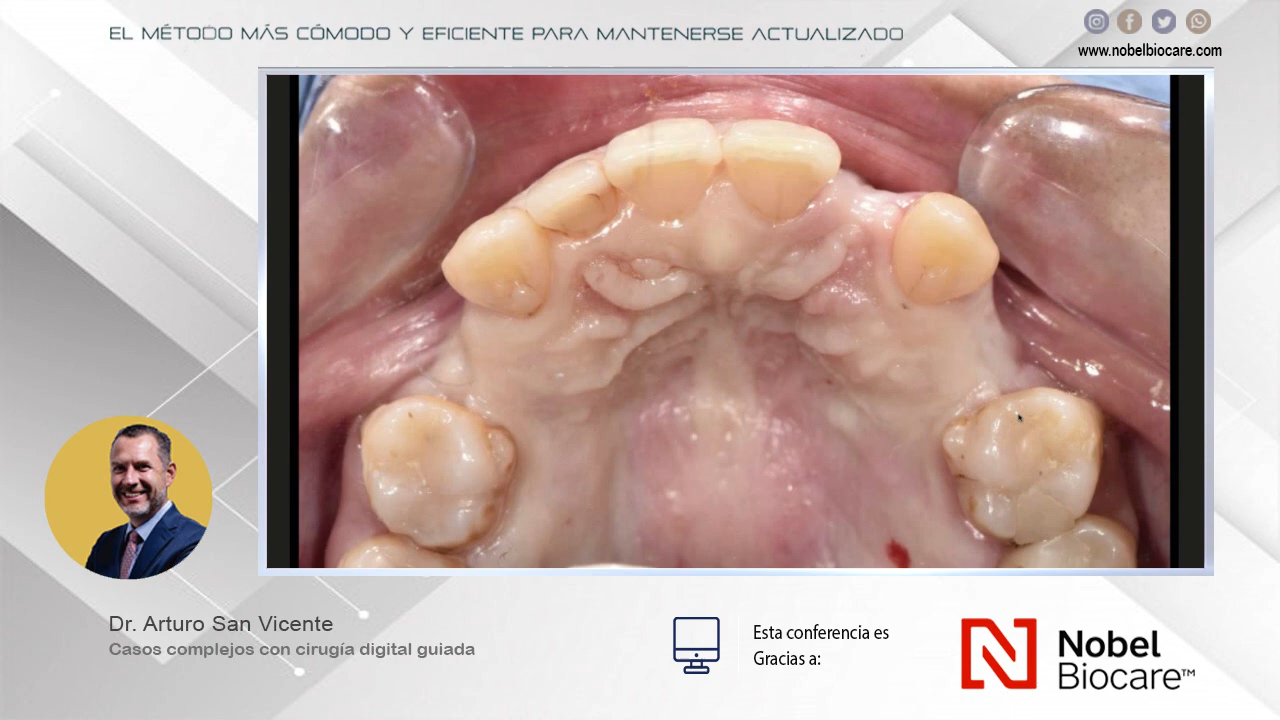 EL MÉTODO MÁS CÓMODO Y EFICIENTE PARA MANTENERSE ACTUALIZADO
www.nobelbiocare.com
Dr. Arturo San Vicente
Casos complejos con cirugía digital guiada
Esta conferencia es
Gracias a:
Nobel
Biocare™